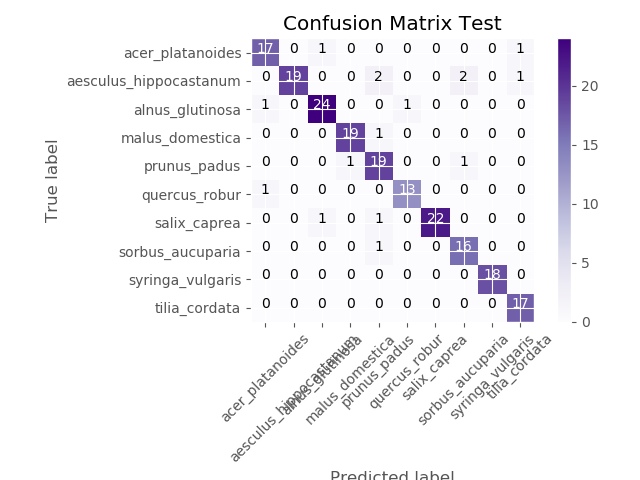 Confusion Matrix Test
True label
acer_platanoides 17 0 1 0 0 0 0 0 0 1
aesculus_hippocastanum 0 19 0 0 2 0 0 2 0 1
alnus_glutinosa 1 0 24 0 0 1 0 0 0 0
malus_domestica 0 0 0 19 1 0 0 0 0 0
prunus_padus 0 0 0 1 19 0 0 1 0 0
quercus_robur 1 0 0 0 0 13 0 0 0 0
salix_caprea 0 0 1 0 1 0 22 0 0 0
sorbus_aucuparia 0 0 0 0 1 0 0 16 0 0
syringa_vulgaris 0 0 0 0 0 0 0 0 18 0
tilia_cordata 0 0 0 0 0 0 0 0 0 17
20
15
10
5
0
acer_platanoides
aesculus_hippocastanum
alnus_glutinosa
malus_domestica
prunus_padus
quercus_robur
salix_caprea
sorbus_aucuparia
syringa_vulgaris
tilia_cordata
Predicted label